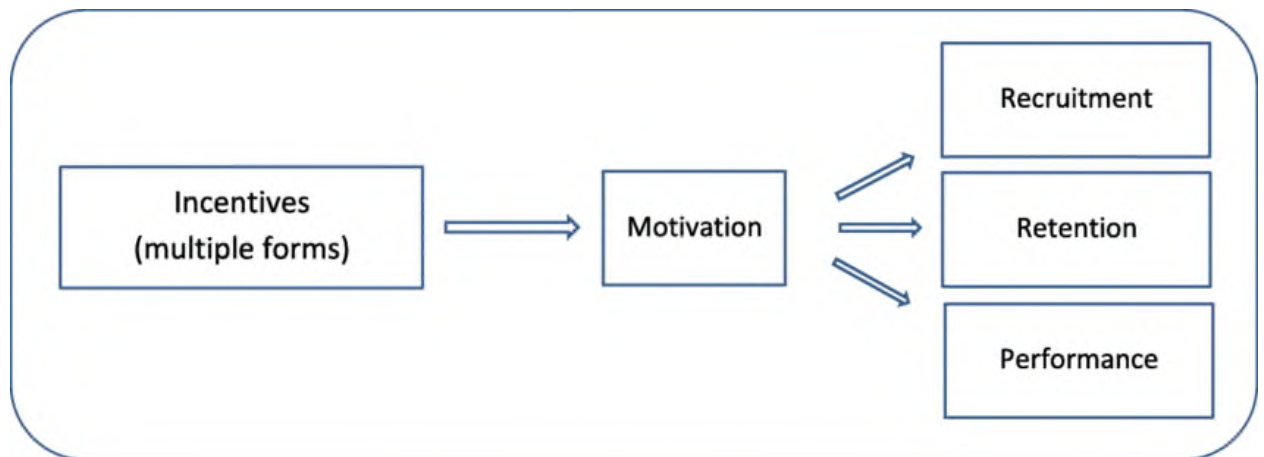 Incentives
(multiple forms)
Motivation
Recruitment
Retention
Performance